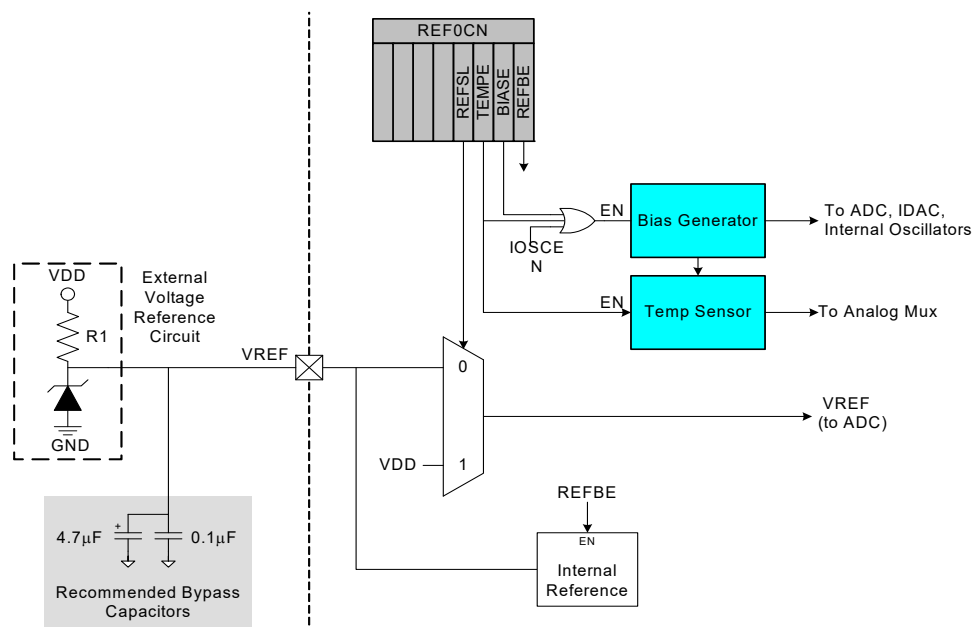 REF0CN
REFSL
TEMPE
BIASE
REFBE
EN
Bias Generator
To ADC, IDAC,
Internal Oscillators
IOSCE
N
EN
Temp Sensor
To Analog Mux
VDD
R1
GND
External
Voltage
Reference
Circuit
VREF
0
VDD
1
VREF
(to ADC)
REFBE
EN
Internal
Reference
4.7μF
+
0.1μF
Recommended Bypass
Capacitors